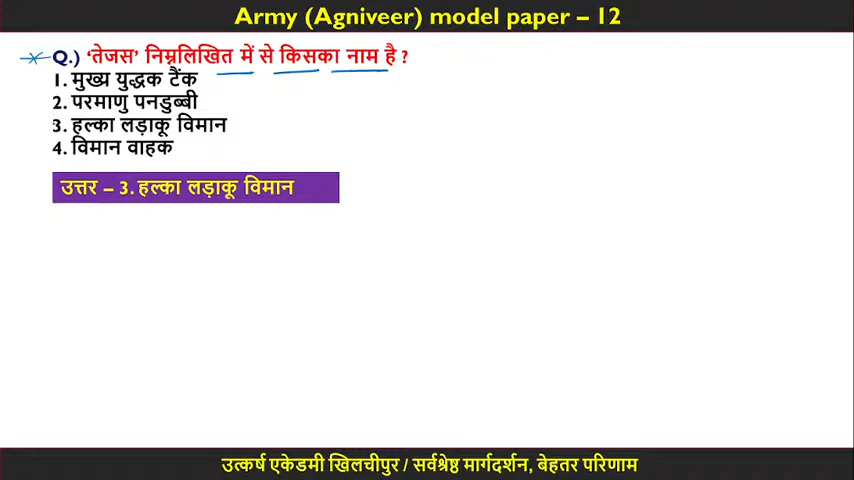 Army (Agniveer) model paper – 12
Q.) ‘तेजस’ निम्नलिखित में से किसका नाम है ?
1. मुख्य युद्धक टैंक
2. परमाणु पनडुब्बी
3. हल्का लड़ाकू विमान
4. विमान वाहक
उत्तर – 3. हल्का लड़ाकू विमान
उत्कर्ष एकेडमी खिलचीपुर / सर्वश्रेष्ठ मार्गदर्शन, बेहतर परिणाम